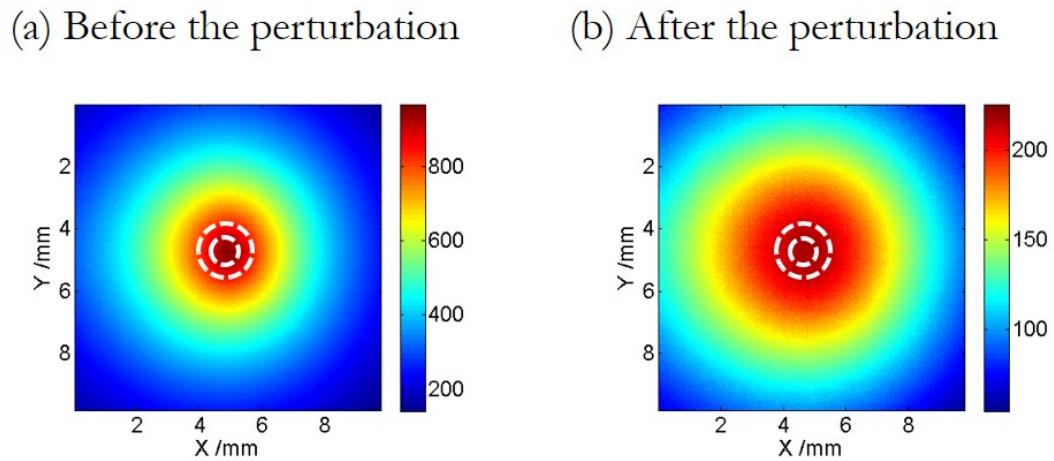 (a) Before the perturbation
(b) After the perturbation
2
4
6
8
Y /mm
2 4 6 8
X /mm
800
600
400
200
2
4
6
8
Y /mm
2 4 6 8
X /mm
200
150
100